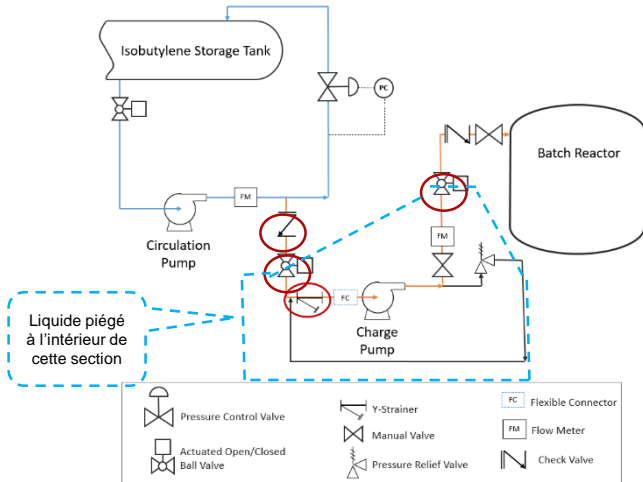 Isobutylene Storage Tank
PC
Batch Reactor
FM
Circulation
Pump
FM
Liquide piégé
à l'intérieur de
cette section
FC
Charge
Pump
Pressure Control Valve
Actuated Open/Closed
Ball Valve
Y-Strainer
Manual Valve
Pressure Relief Valve
FC
Flexible Connector
FM
Flow Meter
Check Valve